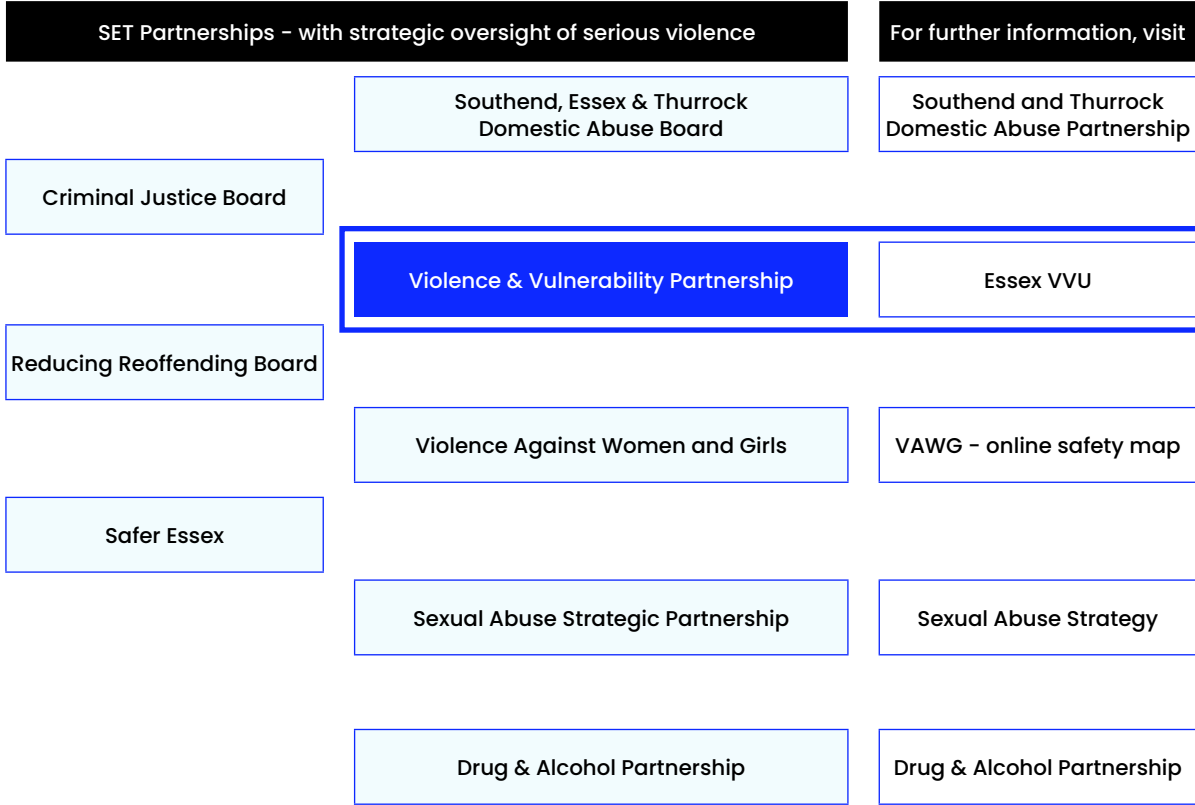 SET Partnerships - with strategic oversight of serious violence
For further information, visit
Southend, Essex & Thurrock
Domestic Abuse Board
Southend and Thurrock
Domestic Abuse Partnership
Criminal Justice Board
Violence & Vulnerability Partnership
Essex VVU
Reducing Reoffending Board
Violence Against Women and Girls
VAWG - online safety map
Safer Essex
Sexual Abuse Strategic Partnership
Sexual Abuse Strategy
Drug & Alcohol Partnership
Drug & Alcohol Partnership